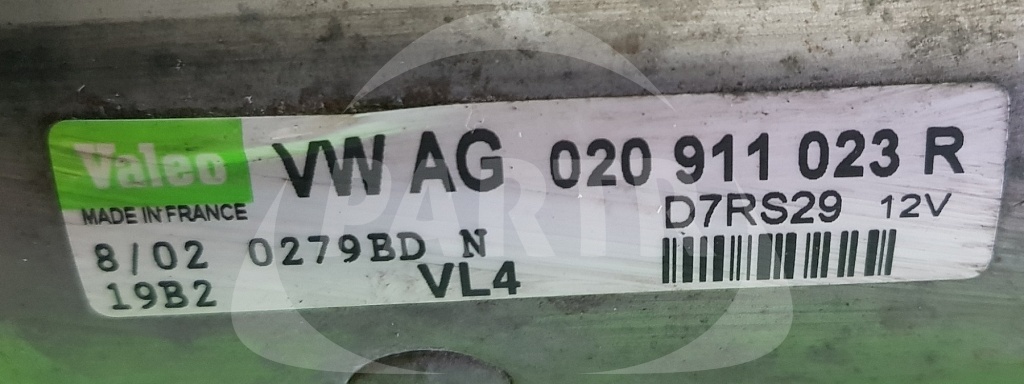 Valeo VW AG 020 911 023 R
MADE IN FRANCE D7RS29 12V
8/02 0279BD N
19B2 VL4